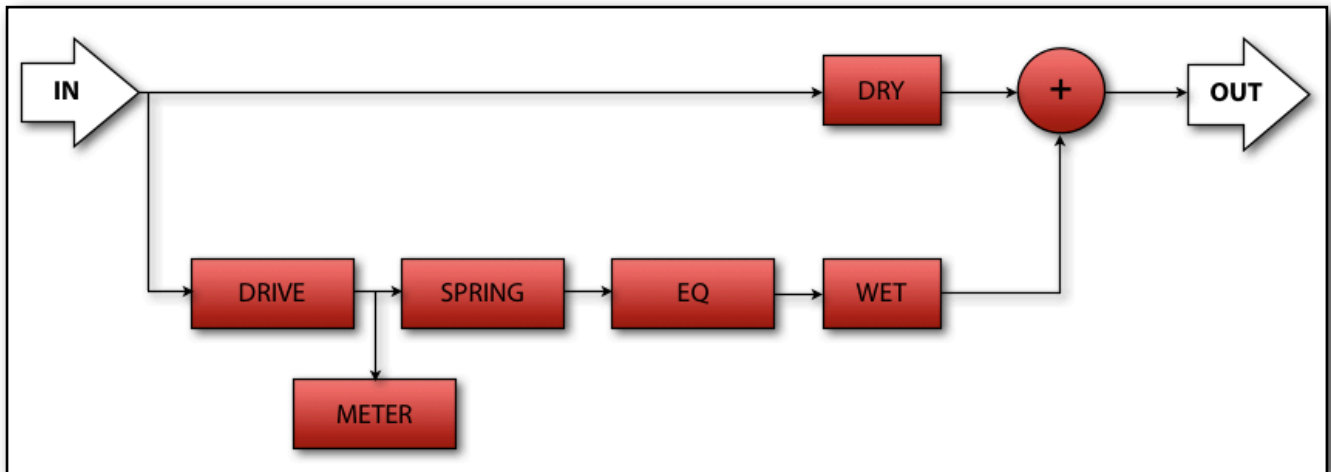 IN
DRY
+
OUT
DRIVE
SPRING
EQ
WET
METER